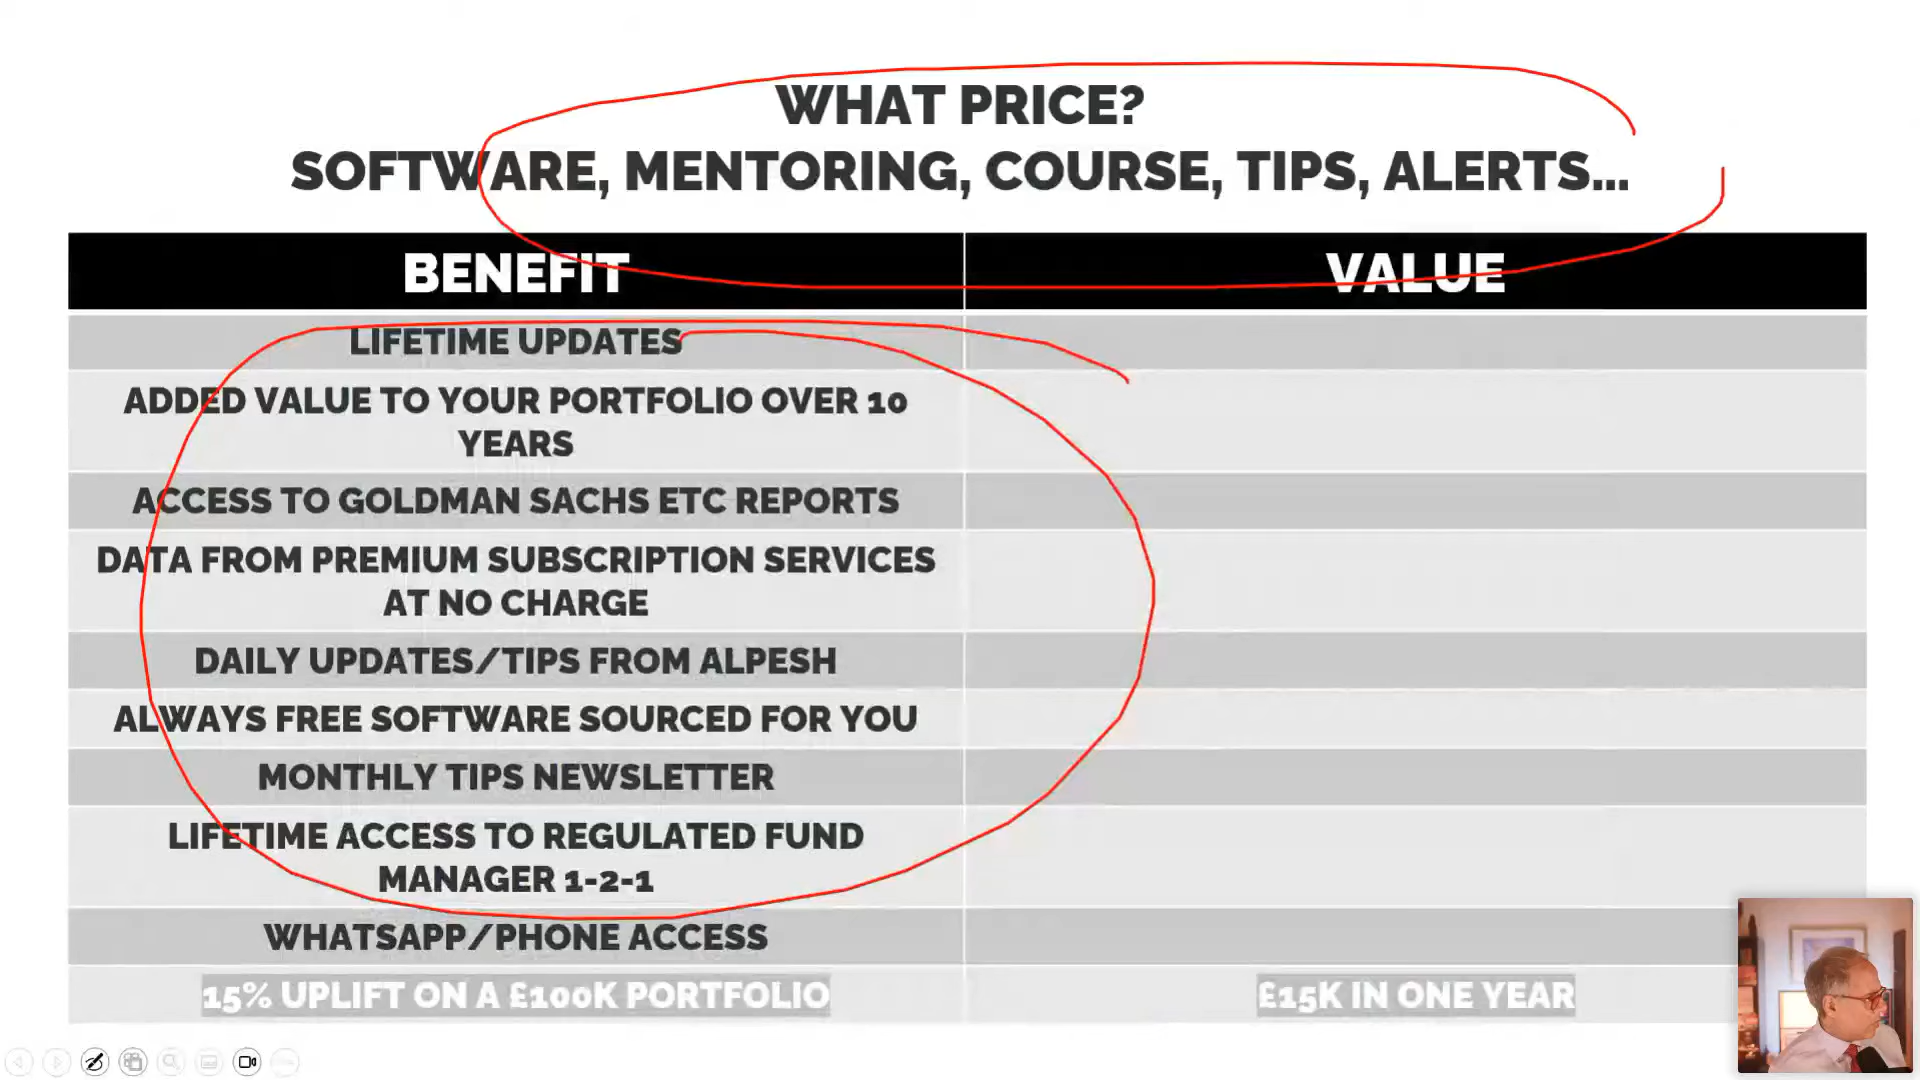 WHAT PRICE?
SOFTWARE, MENTORING, COURSE, TIPS, ALERTS...
BENEFIT
VALUE
LIFETIME UPDATES
ADDED VALUE TO YOUR PORTFOLIO OVER 10
YEARS
ACCESS TO GOLDMAN SACHS ETC REPORTS
DATA FROM PREMIUM SUBSCRIPTION SERVICES
AT NO CHARGE
DAILY UPDATES/TIPS FROM ALPESH
ALWAYS FREE SOFTWARE SOURCED FOR YOU
MONTHLY TIPS NEWSLETTER
LIFETIME ACCESS TO REGULATED FUND
MANAGER 1-2-1
WHATSAPP/PHONE ACCESS
15% UPLIFT ON A £100K PORTFOLIO
£15K IN ONE YEAR